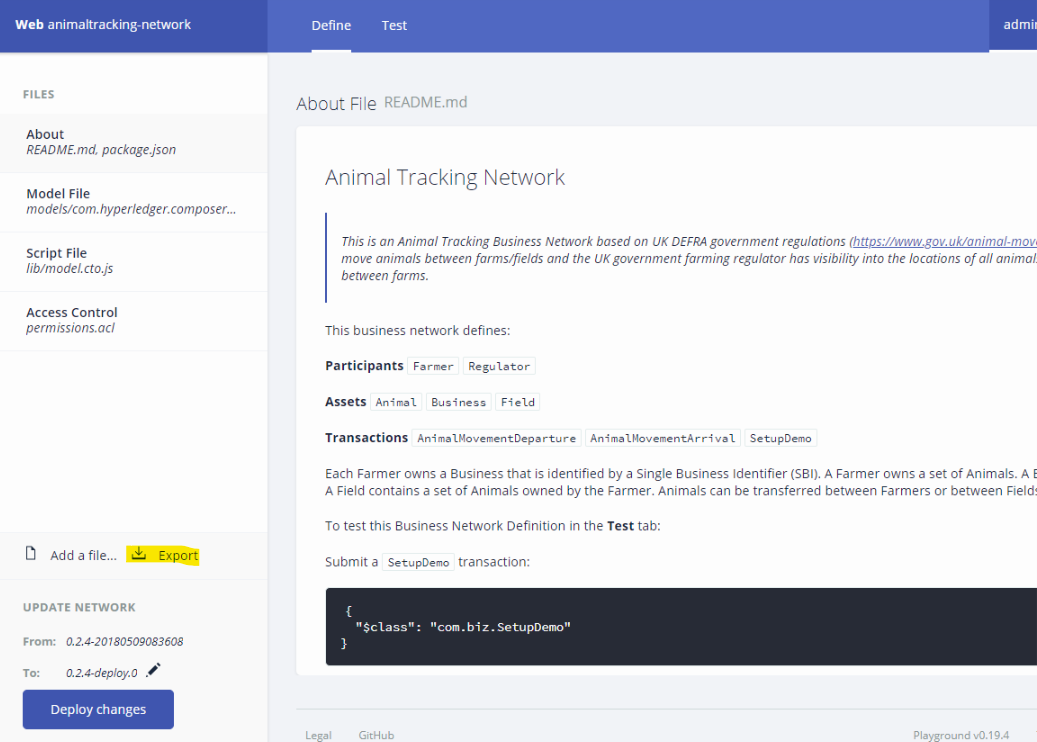 Web animaltracking-network
Define
Test
admin
FILES
About
README.md, package.json
Model File
models/com.hyperledger.composer...
Script File
lib/model.cto.js
Access Control
permissions.acl
Add a file...
Export
UPDATE NETWORK
From: 0.2.4-20180509083608
To: 0.2.4-deploy.0
Deploy changes
About File README.md
Animal Tracking Network
This is an Animal Tracking Business Network based on UK DEFRA government regulations (https://www.gov.uk/animal-move
move animals between farms/fields and the UK government farming regulator has visibility into the locations of all animal
between farms.
This business network defines:
Participants Farmer Regulator
Assets Animal Business Field
Transactions AnimalMovementDeparture AnimalMovementArrival SetupDemo
Each Farmer owns a Business that is identified by a Single Business Identifier (SBI). A Farmer owns a set of Animals. A
A Field contains a set of Animals owned by the Farmer. Animals can be transferred between Farmers or between Fields
To test this Business Network Definition in the Test tab:
Submit a SetupDemo transaction:
{
"$class": "com.biz.SetupDemo"
}
Legal
GitHub
Playground v0.19.4